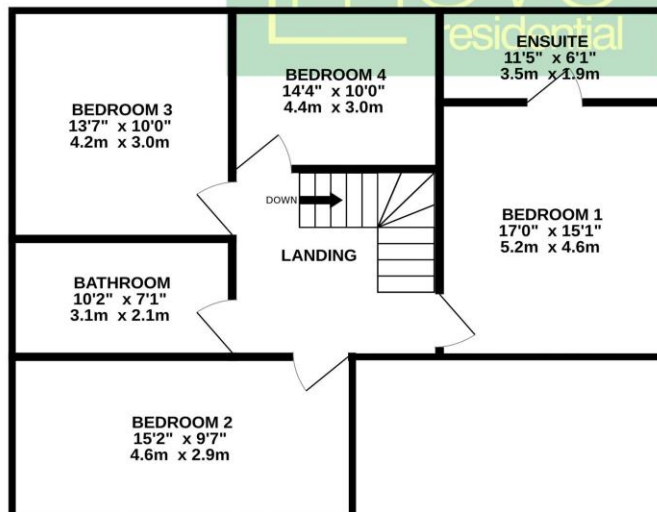 residential
ENSUITE
11'5" x 6'1"
3.5m x 1.9m
BEDROOM 4
14'4" x 10'0"
4.4m x 3.0m
BEDROOM 3
13'7" x 10'0"
4.2m x 3.0m
DOWN
BEDROOM 1
17'0" x 15'1"
5.2m x 4.6m
LANDING
BATHROOM
10'2" x 7'1"
3.1m x 2.1m
BEDROOM 2
15'2" x 9'7"
4.6m x 2.9m